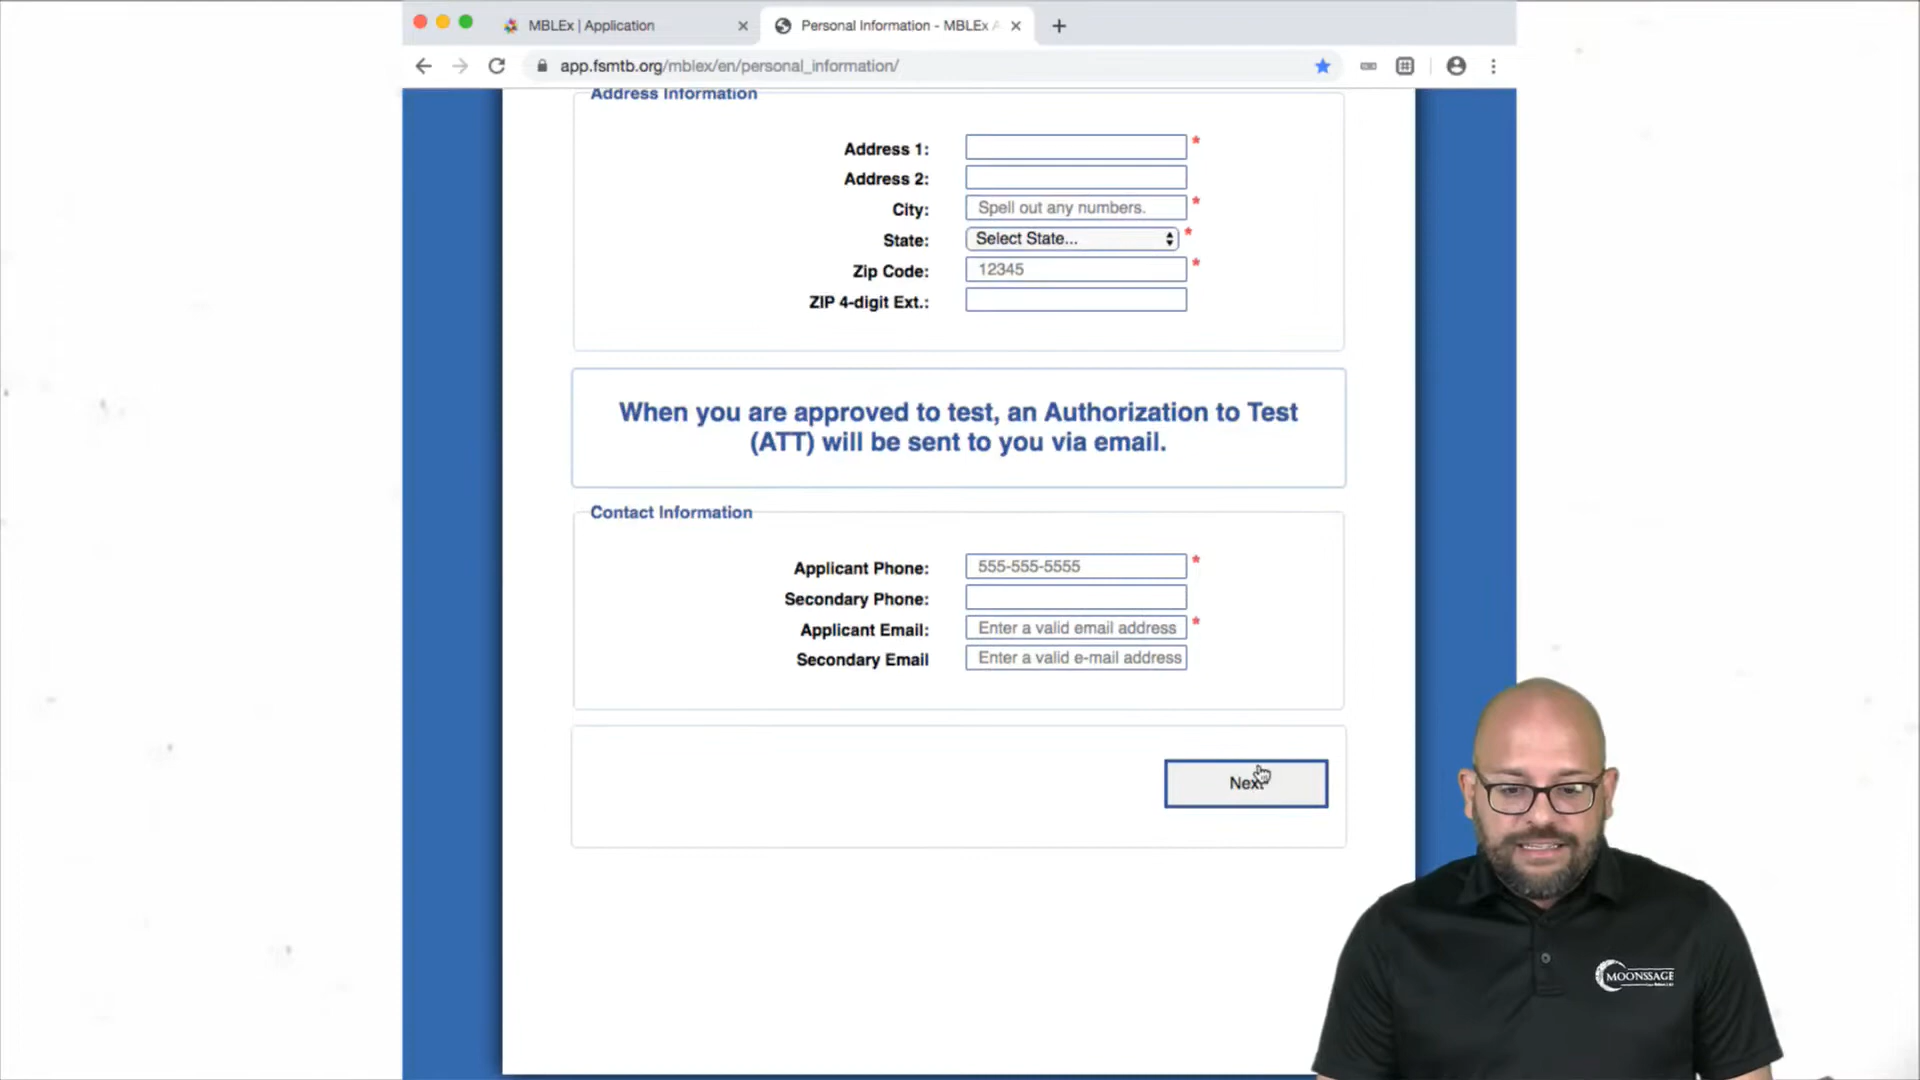 MBLEx | Application
Personal Information - MBLEx A
app.fsmtb.org/mblex/en/personal_information/
Address Information
Address 1: *
Address 2:
City: Spell out any numbers. *
State: Select State... *
Zip Code: 12345 *
ZIP 4-digit Ext.:
When you are approved to test, an Authorization to Test
(ATT) will be sent to you via email.
Contact Information
Applicant Phone: 555-555-5555 *
Secondary Phone:
Applicant Email: Enter a valid email address *
Secondary Email Enter a valid e-mail address
Next
MOONSSAGE